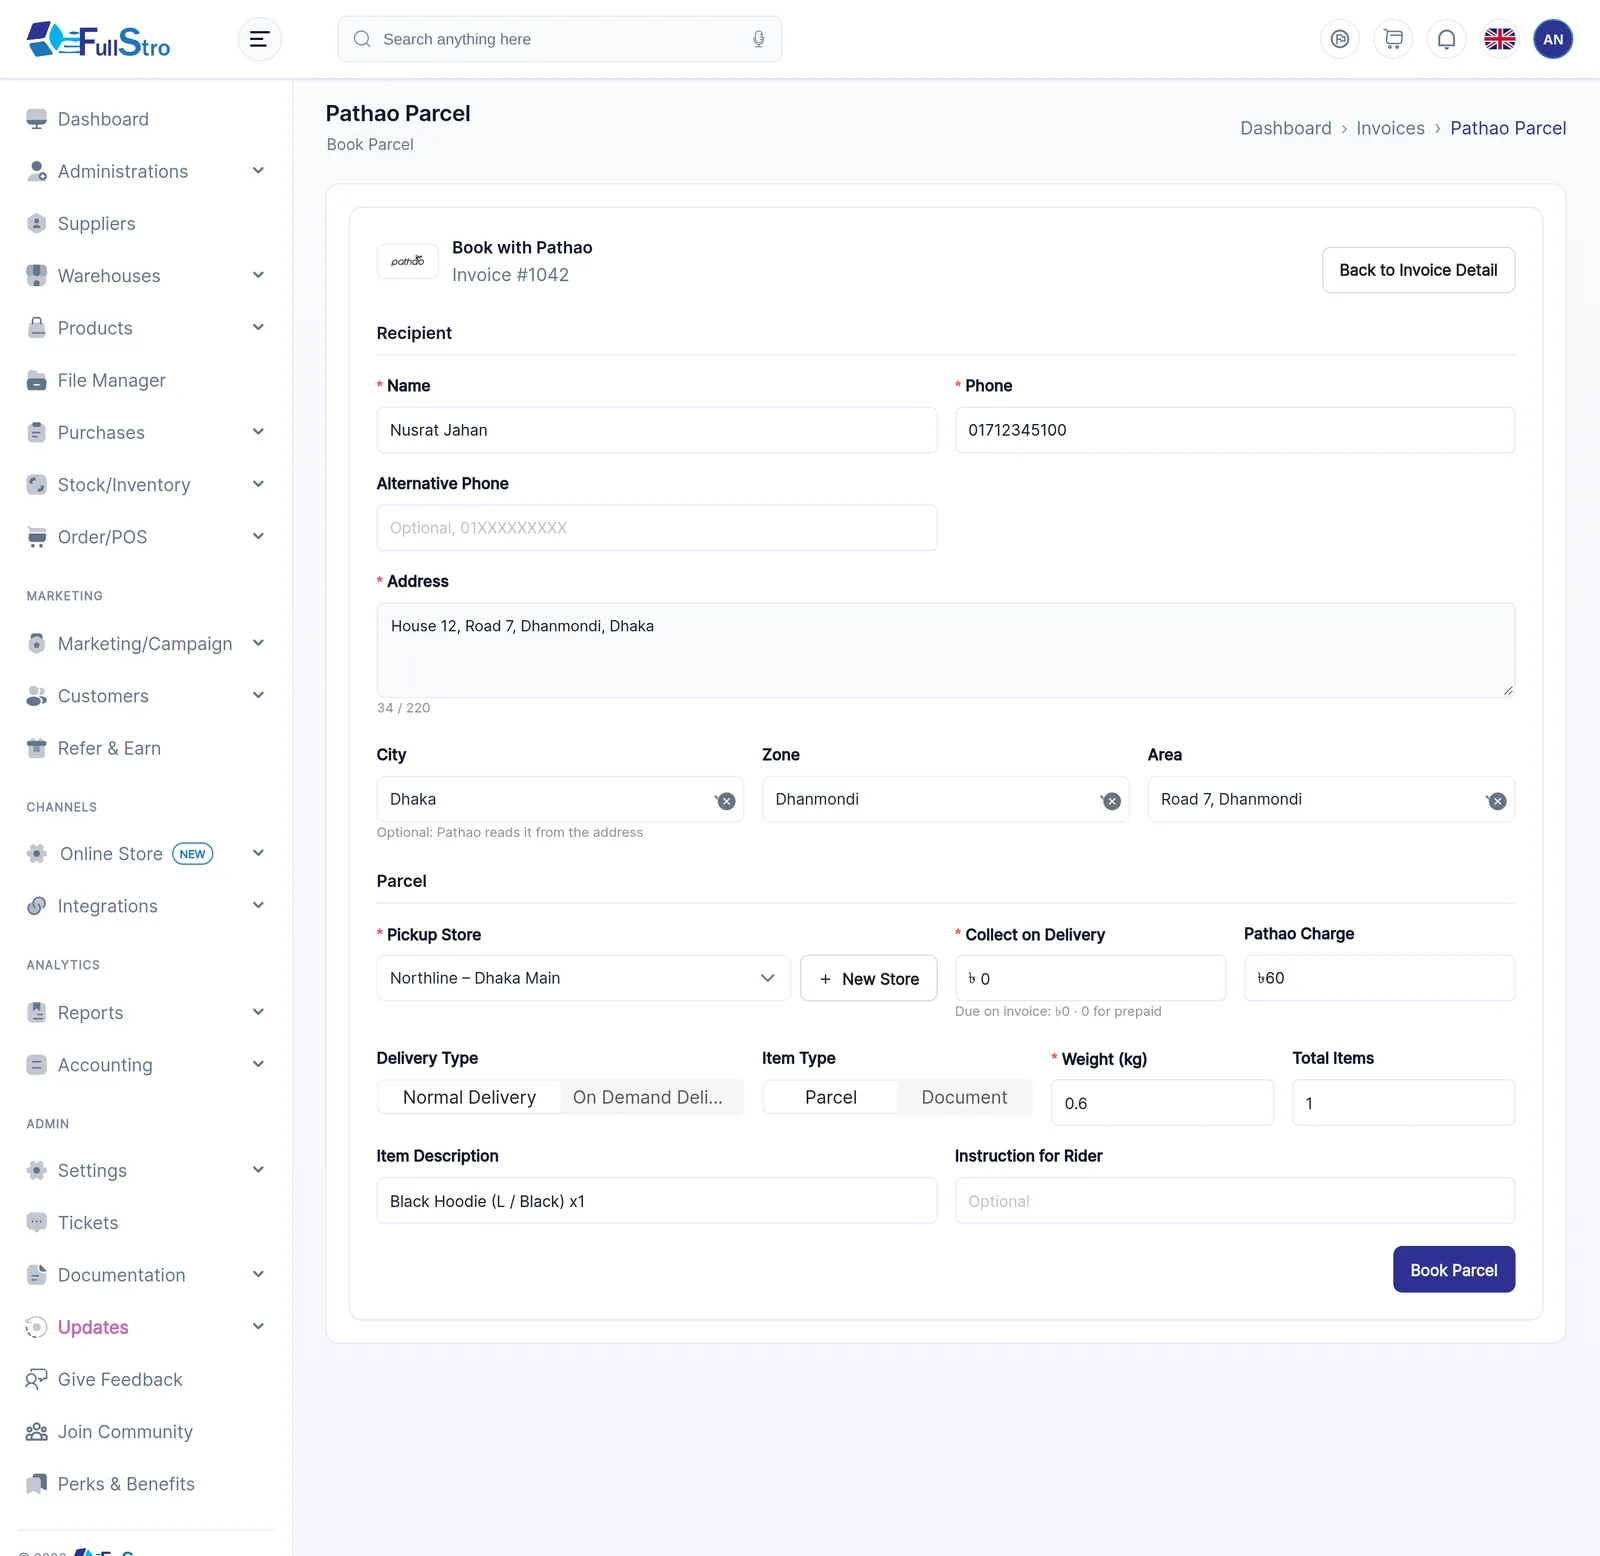 FullStro
Search anything here
AN
Dashboard
Administrations
Suppliers
Warehouses
Products
File Manager
Purchases
Stock/Inventory
Order/POS
MARKETING
Marketing/Campaign
Customers
Refer & Earn
CHANNELS
Online Store NEW
Integrations
ANALYTICS
Reports
Accounting
ADMIN
Settings
Tickets
Documentation
Updates
Give Feedback
Join Community
Perks & Benefits
Pathao Parcel
Book Parcel
Dashboard › Invoices › Pathao Parcel
pathao
Book with Pathao
Invoice #1042
Back to Invoice Detail
Recipient
* Name
* Phone
Nusrat Jahan
01712345100
Alternative Phone
Optional, 01XXXXXXXXX
* Address
House 12, Road 7, Dhanmondi, Dhaka
34 / 220
City
Zone
Area
Dhaka
Dhanmondi
Road 7, Dhanmondi
Optional: Pathao reads it from the address
Parcel
* Pickup Store
* Collect on Delivery
Pathao Charge
Northline – Dhaka Main
+ New Store
৳ 0
৳60
Due on invoice: ৳0 · 0 for prepaid
Delivery Type
Item Type
* Weight (kg)
Total Items
Normal Delivery
On Demand Deli...
Parcel
Document
0.6
1
Item Description
Instruction for Rider
Black Hoodie (L / Black) x1
Optional
Book Parcel